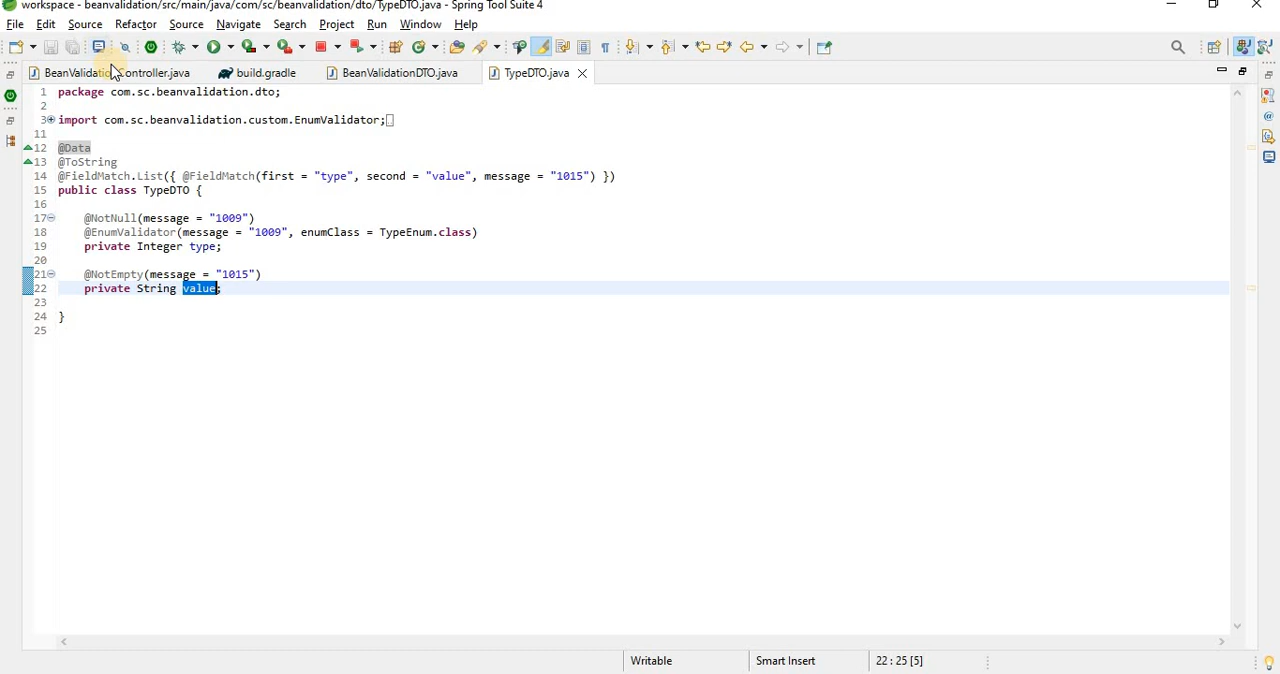 workspace - beanvalidation/src/main/java/com/sc/beanvalidation/dto/TypeDTO.java - Spring Tool Suite 4
File Edit Source Refactor Source Navigate Search Project Run Window Help
BeanValidationController.java build.gradle BeanValidationDTO.java TypeDTO.java
1 package com.sc.beanvalidation.dto;
2
3 import com.sc.beanvalidation.custom.EnumValidator;
11
12 @Data
13 @ToString
14 @FieldMatch.List({ @FieldMatch(first = "type", second = "value", message = "1015") })
15 public class TypeDTO {
16
17 @NotNull(message = "1009")
18 @EnumValidator(message = "1009", enumClass = TypeEnum.class)
19 private Integer type;
20
21 @NotEmpty(message = "1015")
22 private String value;
23
24 }
25
Writable Smart Insert 22 : 25 [5]